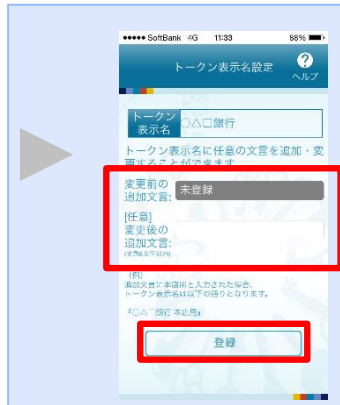 ●●●●● SoftBank 4G 11:33 88%
トークン表示名設定
?
ヘルプ
トークン
表示名
○△□銀行
トークン表示名に任意の文言を追加・変
更することができます
変更前の
追加文言:
未登録
[任意]
変更後の
追加文言:
(例)
追加文言に本店用と入力された場合、
トークン表示名は以下の通りとなります。
『○△□銀行 本店用』
登録